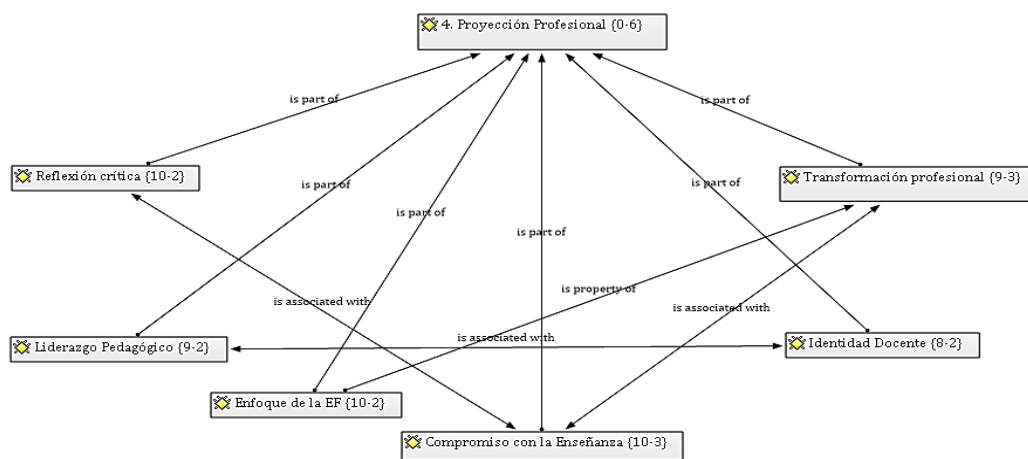 4. Proyección Profesional {0-6}
is part of
is part of
Reflexión crítica {10-2}
Transformación profesional {9-3}
is part of
is part of
is part of
is part of
is property of
is associated with
is associated with
is associated with
Liderazgo Pedagógico {9-2}
Identidad Docente {8-2}
Enfoque de la EF {10-2}
Compromiso con la Enseñanza {10-3}